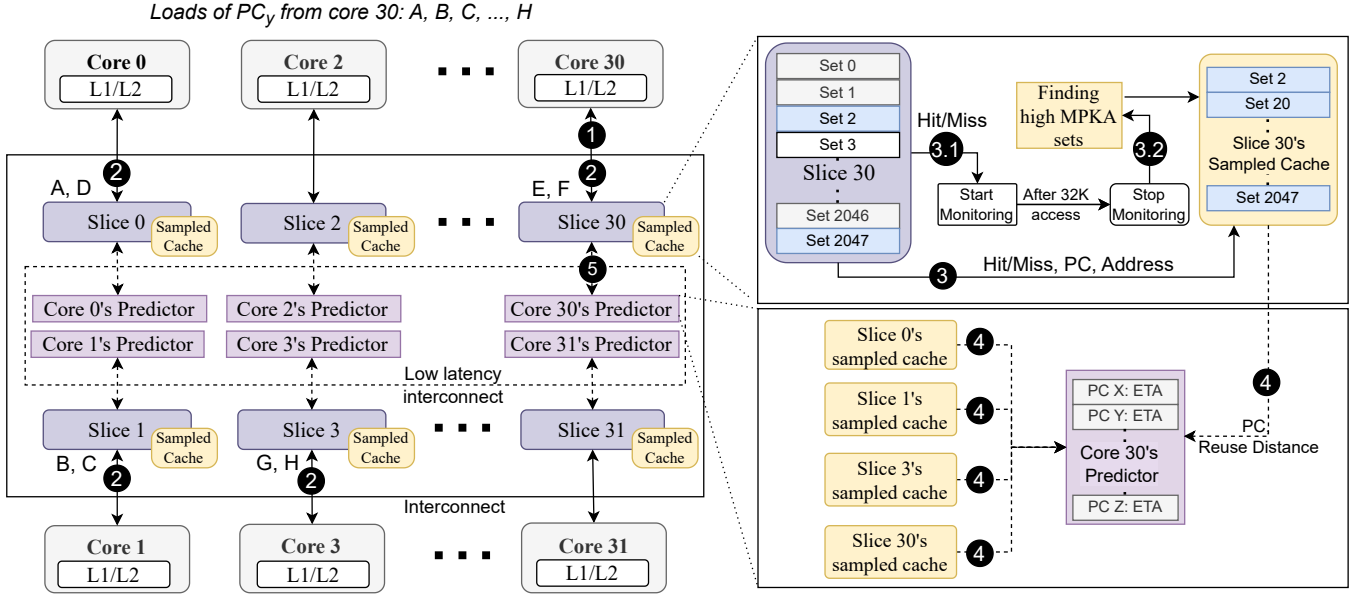 Loads of PCy from core 30: A, B, C, ..., H
Core 0
L1/L2
Core 2
L1/L2
Core 30
L1/L2
1
2
2
A, D
E, F
Slice 0
Sampled
Cache
Slice 2
Sampled
Cache
Slice 30
Sampled
Cache
5
Core 0's Predictor
Core 2's Predictor
Core 30's Predictor
Core 1's Predictor
Core 3's Predictor
Core 31's Predictor
Low latency
interconnect
Slice 1
Sampled
Cache
Slice 3
Sampled
Cache
Slice 31
Sampled
Cache
B, C
2
G, H
2
Interconnect
Core 1
L1/L2
Core 3
L1/L2
Core 31
L1/L2
Set 0
Set 1
Set 2
Set 3
Slice 30
Set 2046
Set 2047
Hit/Miss
3.1
Start
Monitoring
After 32K
access
Stop
Monitoring
3.2
Finding
high MPKA
sets
Set 2
Set 20
Slice 30's
Sampled Cache
Set 2047
3
Hit/Miss, PC, Address
Slice 0's
sampled cache
4
Slice 1's
sampled cache
4
Slice 3's
sampled cache
4
Slice 30's
sampled cache
4
PC X: ETA
PC Y: ETA
Core 30's
Predictor
PC Z: ETA
4
PC,
Reuse Distance